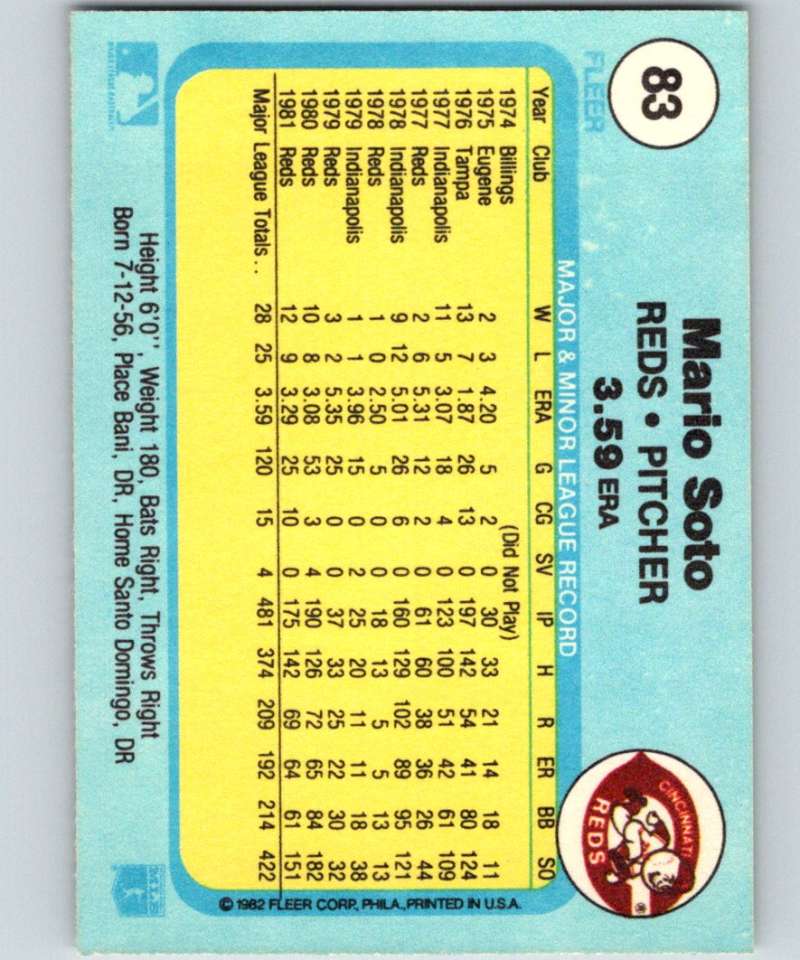 83
FLEER
Mario Soto
REDS • PITCHER
3.59 ERA
CINCINNATI
REDS
®
MAJOR & MINOR LEAGUE RECORD
Year Club W L ERA G CG SV IP H R ER BB SO
1974 Billings (Did Not Play)
1975 Eugene 2 3 4.20 5 2 0 30 33 21 14 18 11
1976 Tampa 13 7 1.87 26 13 0 197 142 54 41 80 124
1977 Indianapolis 11 5 3.07 18 4 0 123 100 51 42 61 109
1977 Reds 2 6 5.31 12 2 0 61 60 38 36 26 44
1978 Indianapolis 9 12 5.01 26 6 0 160 129 102 89 95 121
1978 Reds 1 0 2.50 5 0 0 18 13 5 5 13 13
1979 Indianapolis 1 1 3.96 15 0 2 25 20 11 11 18 38
1979 Reds 3 2 5.35 25 0 0 37 33 25 22 30 32
1980 Reds 10 8 3.08 53 3 4 190 126 72 65 84 182
1981 Reds 12 9 3.29 25 10 0 175 142 69 64 61 151
Major League Totals . . 28 25 3.59 120 15 4 481 374 209 192 214 422
© 1982 FLEER CORP., PHILA., PRINTED IN U.S.A.
Height 6'0", Weight 180, Bats Right, Throws Right
Born 7-12-56, Place Bani, DR, Home Santo Domingo, DR